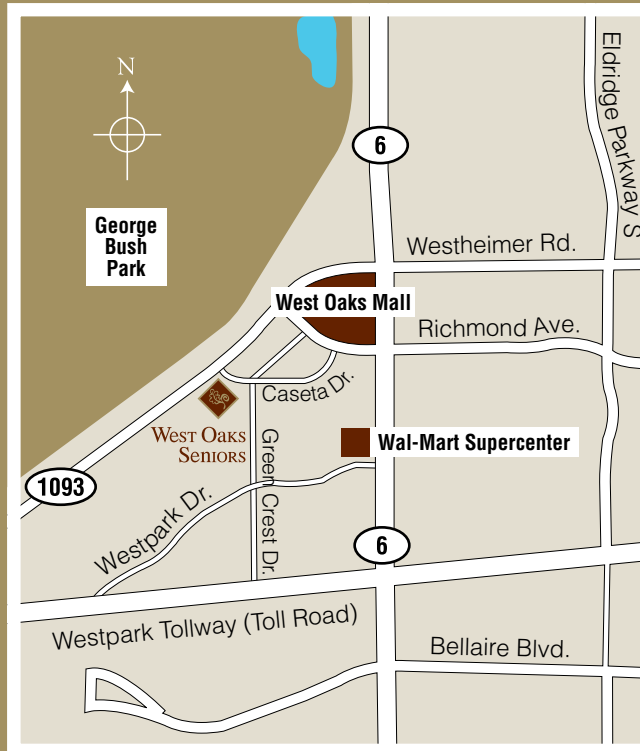 N
Eldridge Parkway S
6
George
Bush
Park
Westheimer Rd.
West Oaks Mall
Richmond Ave.
Caseta Dr.
West Oaks
Seniors
Green Crest Dr.
Wal-Mart Supercenter
1093
Westpark Dr.
6
Westpark Tollway (Toll Road)
Bellaire Blvd.